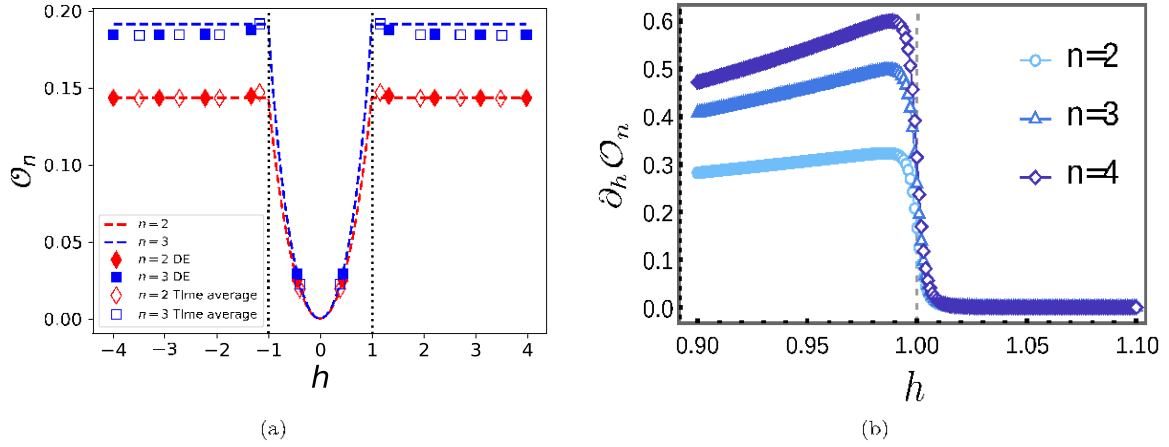 0.20
0.15
0.10
0.05
0.00
𝒪ₙ
−4 −3 −2 −1 0 1 2 3 4
h
n = 2
n = 3
n = 2 DE
n = 3 DE
n = 2 TIme average
n = 3 TIme average
(a)
0.6
0.5
0.4
0.3
0.2
0.1
0.0
∂ₕ 𝒪ₙ
0.90 0.95 1.00 1.05 1.10
h
n=2
n=3
n=4
(b)